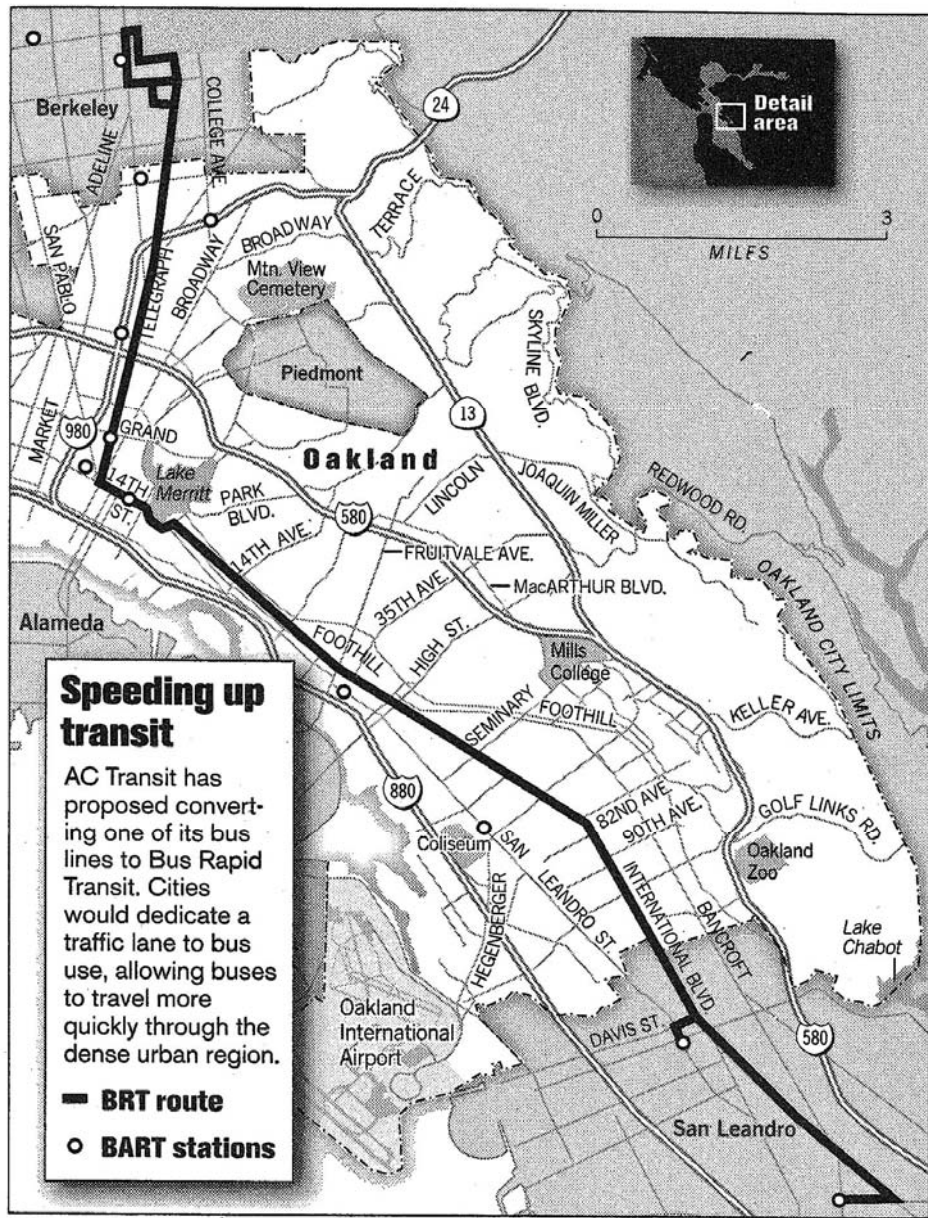 Berkeley
ADELINE
COLLEGE AVE
24
Detail
area
0 3
MILES
TERRACE
BROADWAY
BROADWAY
TELEGRAPH
SAN PABLO
Mtn. View
Cemetery
SKYLINE BLVD.
Piedmont
13
MARKET
980
GRAND
Oakland
Lake
Merritt
14TH
ST.
PARK
BLVD.
14TH AVE.
580
LINCOLN
JOAQUIN MILLER
REDWOOD RD.
FRUITVALE AVE.
MacARTHUR BLVD.
35TH AVE.
HIGH ST.
OAKLAND CITY LIMITS
Alameda
FOOTHILL
Mills
College
SEMINARY
FOOTHILL
KELLER AVE.
880
82ND AVE.
90TH AVE.
GOLF LINKS
RD.
Coliseum
SAN
LEANDRO ST.
Oakland
Zoo
HEGENBERGER
INTERNATIONAL BLVD.
BANCROFT
Lake
Chabot
DAVIS ST.
Oakland
International
Airport
580
San Leandro
Speeding up
transit
AC Transit has
proposed convert-
ing one of its bus
lines to Bus Rapid
Transit. Cities
would dedicate a
traffic lane to bus
use, allowing buses
to travel more
quickly through the
dense urban region.
BRT route
BART stations